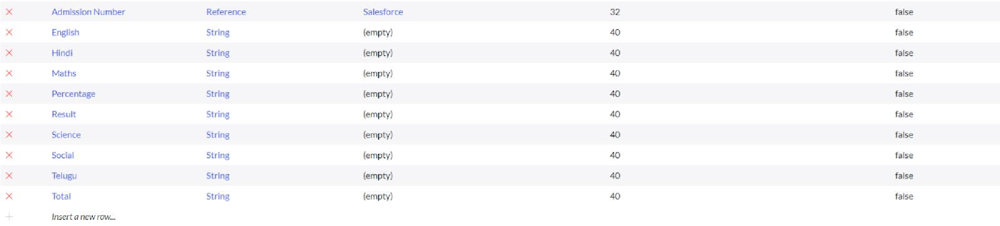 Admission Number Reference Salesforce 32 false
English String (empty) 40 false
Hindi String (empty) 40 false
Maths String (empty) 40 false
Percentage String (empty) 40 false
Result String (empty) 40 false
Science String (empty) 40 false
Social String (empty) 40 false
Telugu String (empty) 40 false
Total String (empty) 40 false
Insert a new row...